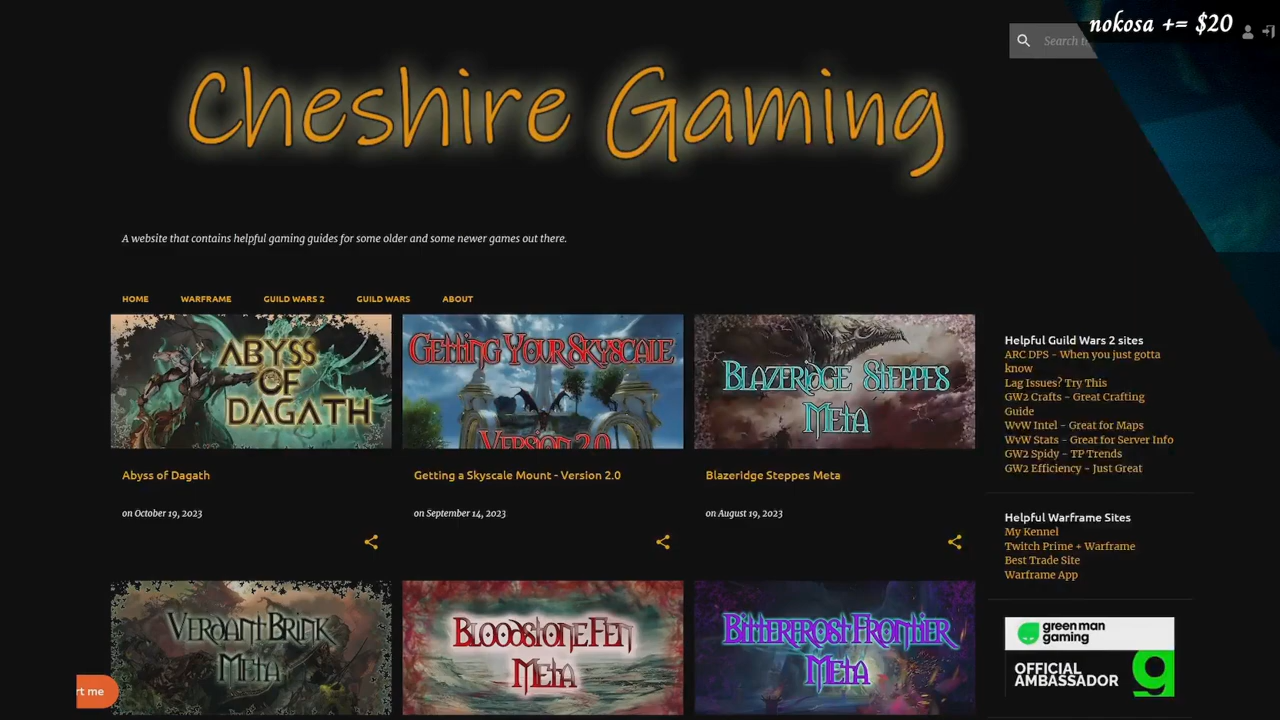 nokosa += $20
Search t
Cheshire Gaming
A website that contains helpful gaming guides for some older and some newer games out there.
HOME WARFRAME GUILD WARS 2 GUILD WARS ABOUT
ABYSS
OF
DAGATH
Getting Your Skyscale
Version 2.0
Blazeridge Steppes
Meta
Abyss of Dagath
on October 19, 2023
Getting a Skyscale Mount - Version 2.0
on September 14, 2023
Blazeridge Steppes Meta
on August 19, 2023
Verdant Brink
Meta
Bloodstone Fen
Meta
Bitterfrost Frontier
Meta
rt me
Helpful Guild Wars 2 sites
ARC DPS - When you just gotta
know
Lag Issues? Try This
GW2 Crafts - Great Crafting
Guide
WvW Intel - Great for Maps
WvW Stats - Great for Server Info
GW2 Spidy - TP Trends
GW2 Efficiency - Just Great
Helpful Warframe Sites
My Kennel
Twitch Prime + Warframe
Best Trade Site
Warframe App
green man
gaming
OFFICIAL
AMBASSADOR